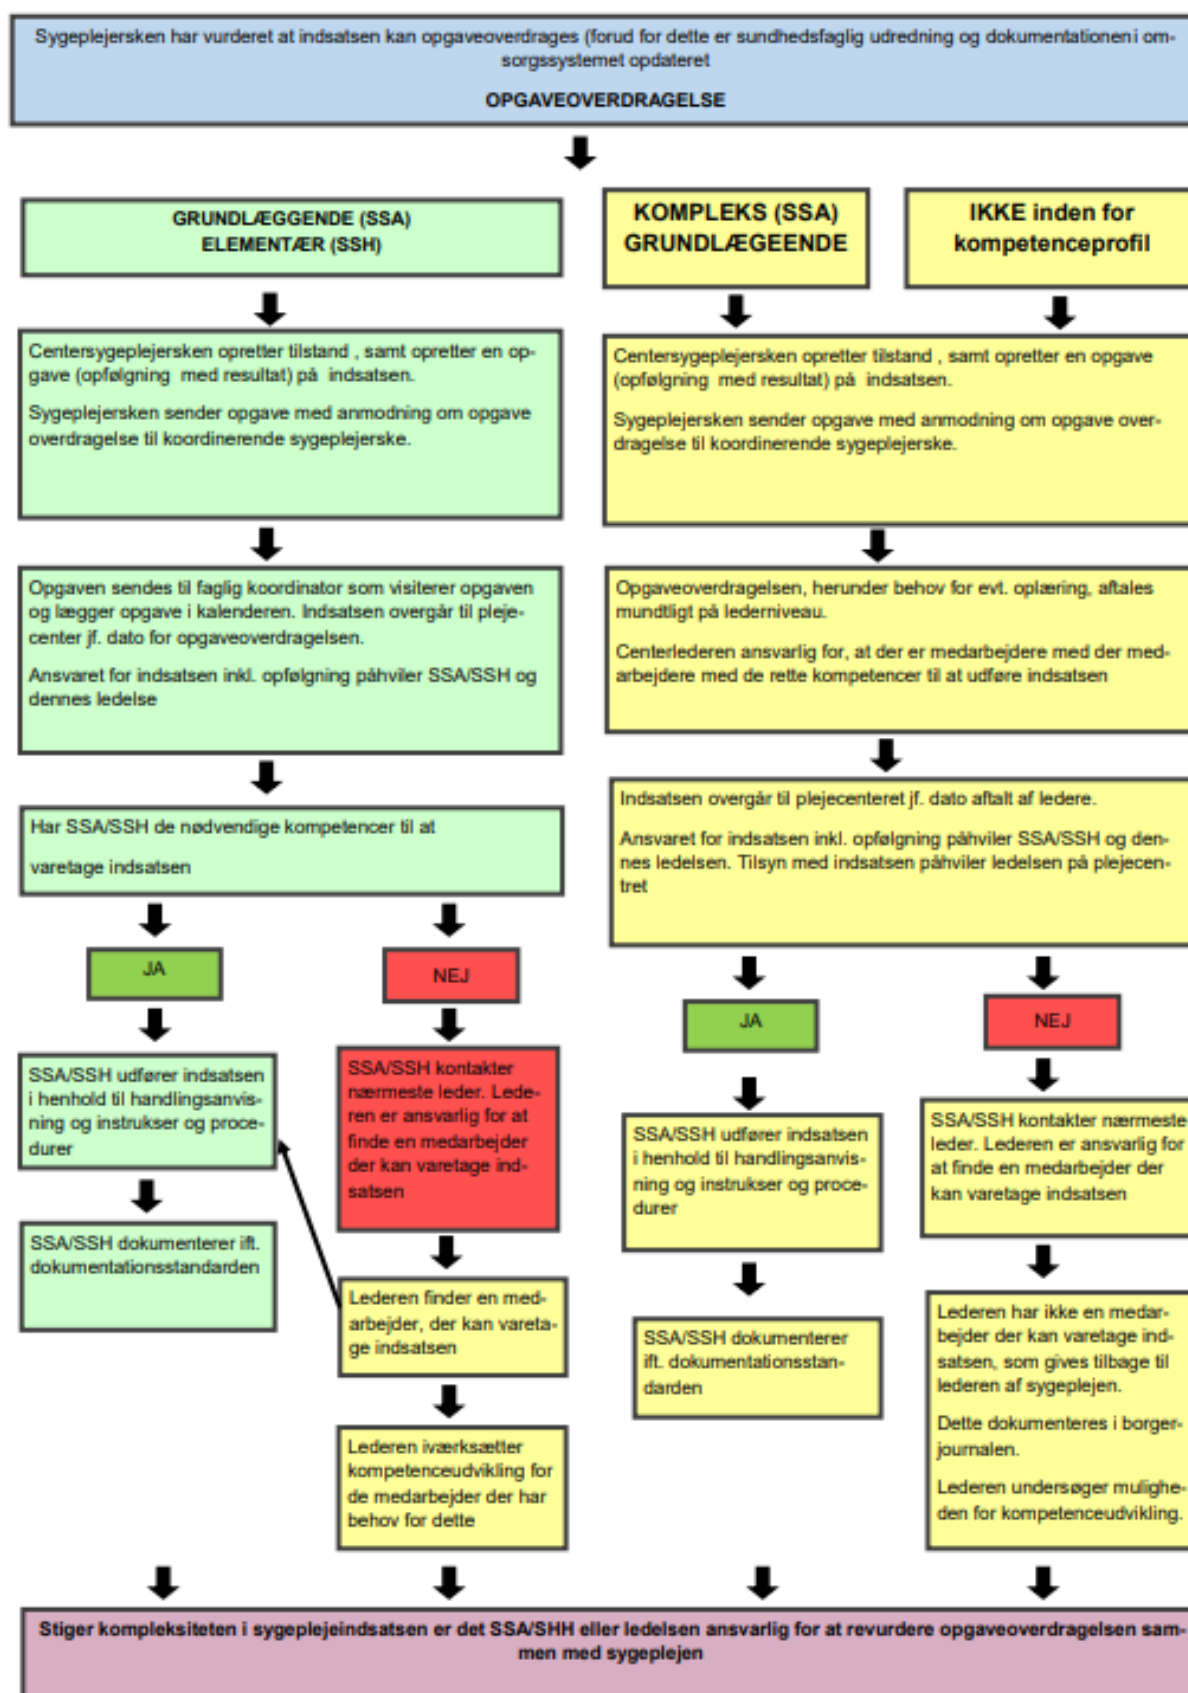 Sygeplejersken har vurderet at indsatsen kan opgaveoverdrages (forud for dette er sundhedsfaglig udredning og dokumentationen i om-
sorgssystemet opdateret
OPGAVEOVERDRAGELSE
GRUNDLÆGGENDE (SSA)
ELEMENTÆR (SSH)
KOMPLEKS (SSA)
GRUNDLÆGEENDE
IKKE inden for
kompetenceprofil
Centersygeplejersken opretter tilstand , samt opretter en op-
gave (opfølgning med resultat) på indsatsen.
Sygeplejersken sender opgave med anmodning om opgave
overdragelse til koordinerende sygeplejerske.
Centersygeplejersken opretter tilstand , samt opretter en opgave
(opfølgning med resultat) på indsatsen.
Sygeplejersken sender opgave med anmodning om opgave over-
dragelse til koordinerende sygeplejerske.
Opgaven sendes til faglig koordinator som visiterer opgaven
og lægger opgave i kalenderen. Indsatsen overgår til pleje-
center jf. dato for opgaveoverdragelsen.
Ansvaret for indsatsen inkl. opfølgning påhviler SSA/SSH og
dennes ledelse
Opgaveoverdragelsen, herunder behov for evt. oplæring, aftales
mundtligt på lederniveau.
Centerlederen ansvarlig for, at der er medarbejdere med der med-
arbejdere med de rette kompetencer til at udføre indsatsen
Har SSA/SSH de nødvendige kompetencer til at
varetage indsatsen
Indsatsen overgår til plejecenteret jf. dato aftalt af ledere.
Ansvaret for indsatsen inkl. opfølgning påhviler SSA/SSH og den-
nes ledelsen. Tilsyn med indsatsen påhviler ledelsen på plejecen-
tret
JA
NEJ
JA
NEJ
SSA/SSH udfører indsatsen
i henhold til handlingsanvis-
ning og instrukser og proce-
durer
SSA/SSH kontakter
nærmeste leder. Lede-
ren er ansvarlig for at
finde en medarbejder
der kan varetage ind-
satsen
SSA/SSH udfører indsatsen
i henhold til handlingsanvis-
ning og instrukser og proce-
durer
SSA/SSH kontakter nærmeste
leder. Lederen er ansvarlig for
at finde en medarbejder der
kan varetage indsatsen
SSA/SSH dokumenterer ift.
dokumentationsstandarden
Lederen finder en med-
arbejder, der kan vareta-
ge indsatsen
SSA/SSH dokumenterer
ift. dokumentationsstan-
darden
Lederen har ikke en medar-
bejder der kan varetage ind-
satsen, som gives tilbage til
lederen af sygeplejen.
Dette dokumenteres i borger-
journalen.
Lederen undersøger mulighe-
den for kompetenceudvikling.
Lederen iværksætter
kompetenceudvikling for
de medarbejder der har
behov for dette
Stiger kompleksiteten i sygeplejeindsatsen er det SSA/SHH eller ledelsen ansvarlig for at revurdere opgaveoverdragelsen sam-
men med sygeplejen